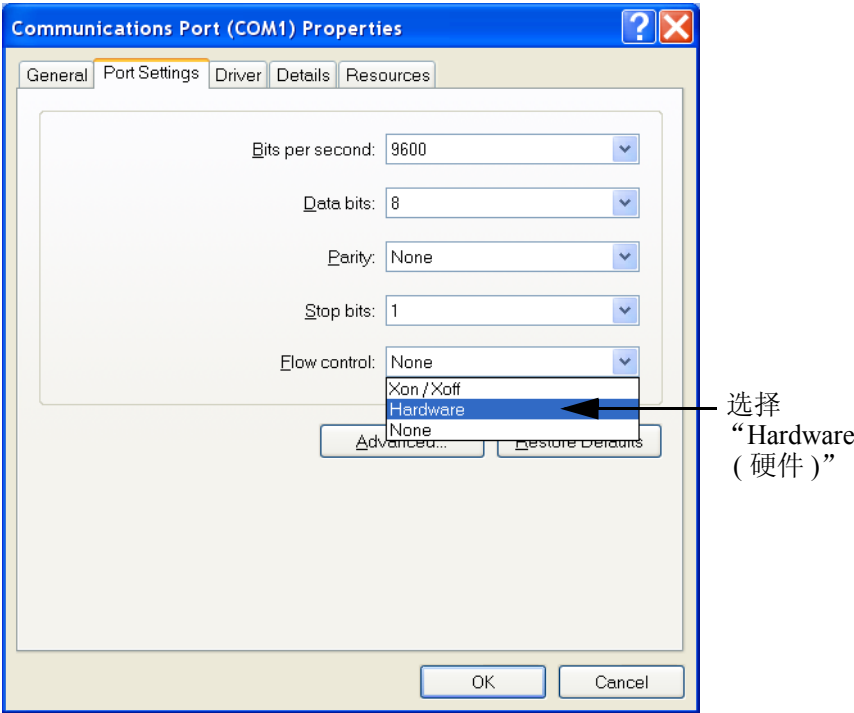 Communications Port (COM1) Properties
General Port Settings Driver Details Resources
Bits per second: 9600
Data bits: 8
Parity: None
Stop bits: 1
Flow control: None
Xon / Xoff
Hardware
None
Advanced... Restore Defaults
选择
“Hardware
( 硬件 )”
OK Cancel